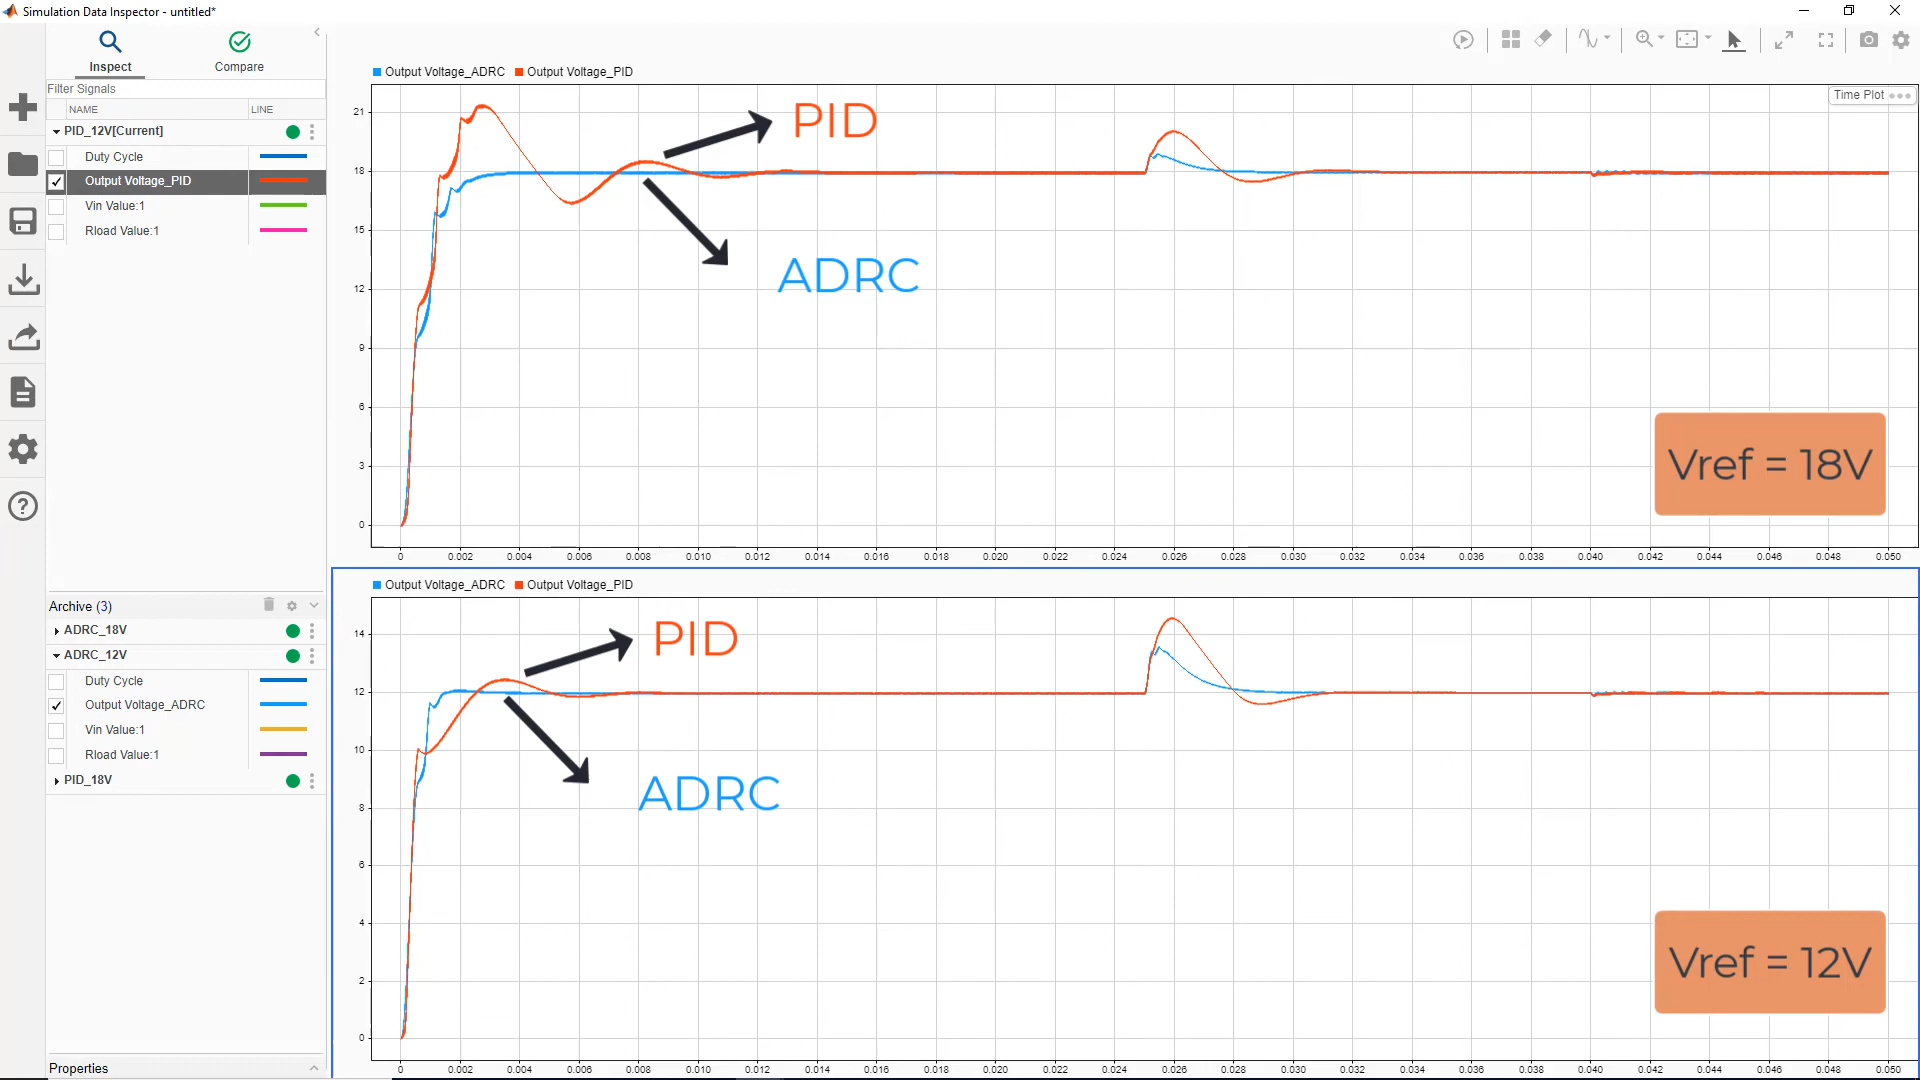 Simulation Data Inspector - untitled*
Inspect
Compare
Filter Signals
NAME
LINE
PID_12V[Current]
Duty Cycle
Output Voltage_PID
Vin Value:1
Rload Value:1
Archive (3)
ADRC_18V
ADRC_12V
Duty Cycle
Output Voltage_ADRC
Vin Value:1
Rload Value:1
PID_18V
Properties
Output Voltage_ADRC Output Voltage_PID
Time Plot
PID
ADRC
Vref = 18V
21
18
15
12
9
6
3
0
0 0.002 0.004 0.006 0.008 0.010 0.012 0.014 0.016 0.018 0.020 0.022 0.024 0.026 0.028 0.030 0.032 0.034 0.036 0.038 0.040 0.042 0.044 0.046 0.048 0.050
Output Voltage_ADRC Output Voltage_PID
PID
ADRC
Vref = 12V
14
12
10
8
6
4
2
0
0 0.002 0.004 0.006 0.008 0.010 0.012 0.014 0.016 0.018 0.020 0.022 0.024 0.026 0.028 0.030 0.032 0.034 0.036 0.038 0.040 0.042 0.044 0.046 0.048 0.050